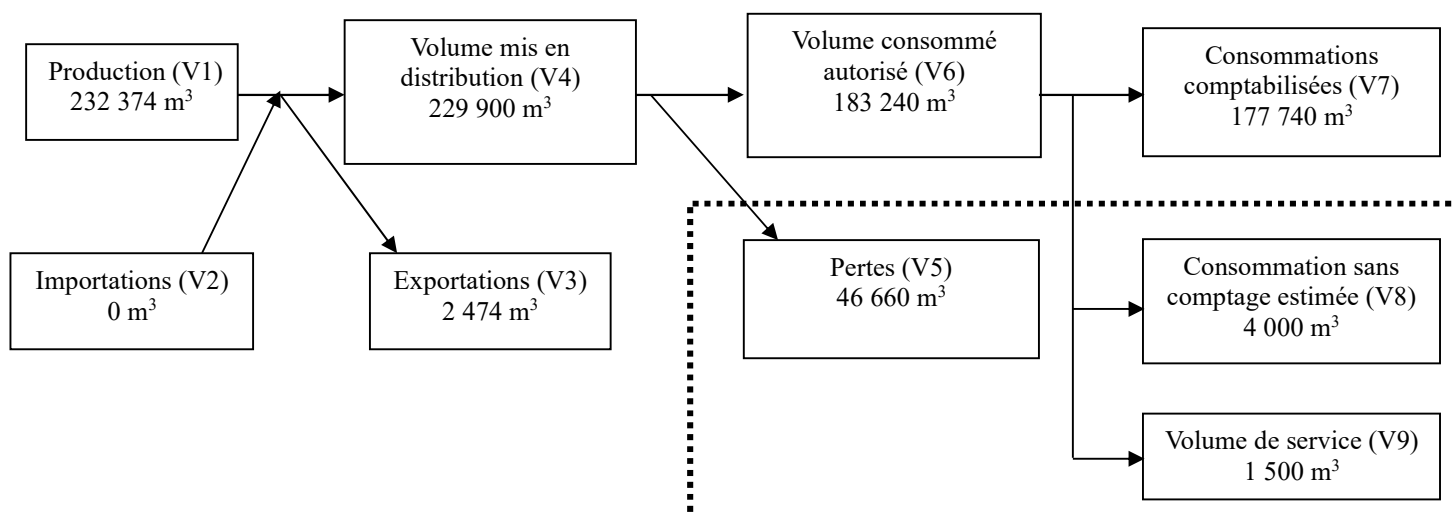 Production (V1)
232 374 m³
Volume mis en
distribution (V4)
229 900 m³
Volume consommé
autorisé (V6)
183 240 m³
Consommations
comptabilisées (V7)
177 740 m³
Importations (V2)
0 m³
Exportations (V3)
2 474 m³
Pertes (V5)
46 660 m³
Consommation sans
comptage estimée (V8)
4 000 m³
Volume de service (V9)
1 500 m³